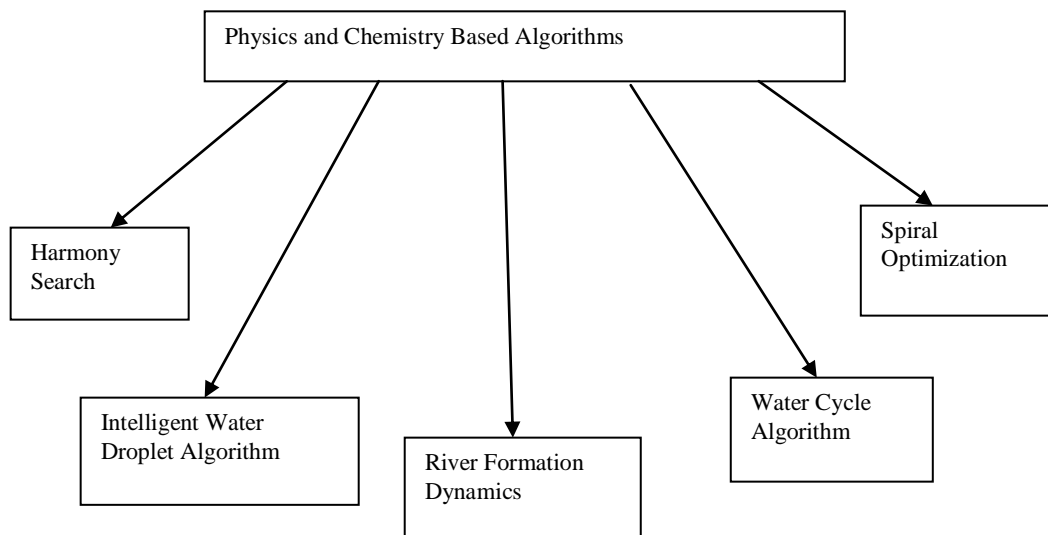 Physics and Chemistry Based Algorithms
Harmony
Search
Intelligent Water
Droplet Algorithm
River Formation
Dynamics
Water Cycle
Algorithm
Spiral
Optimization